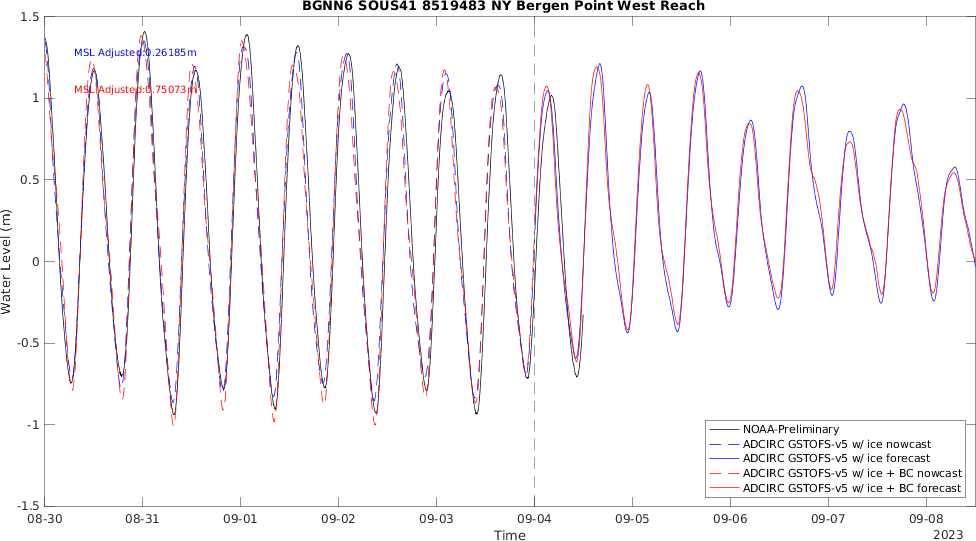 BGNN6 SOUS41 8519483 NY Bergen Point West Reach
1.5
1
0.5
0
-0.5
-1
-1.5
Water Level (m)
MSL Adjusted:0.26185m
MSL Adjusted:0.75073m
NOAA-Preliminary
ADCIRC GSTOFS-v5 w/ ice nowcast
ADCIRC GSTOFS-v5 w/ ice forecast
ADCIRC GSTOFS-v5 w/ ice + BC nowcast
ADCIRC GSTOFS-v5 w/ ice + BC forecast
08-30 08-31 09-01 09-02 09-03 09-04 09-05 09-06 09-07 09-08
Time
2023